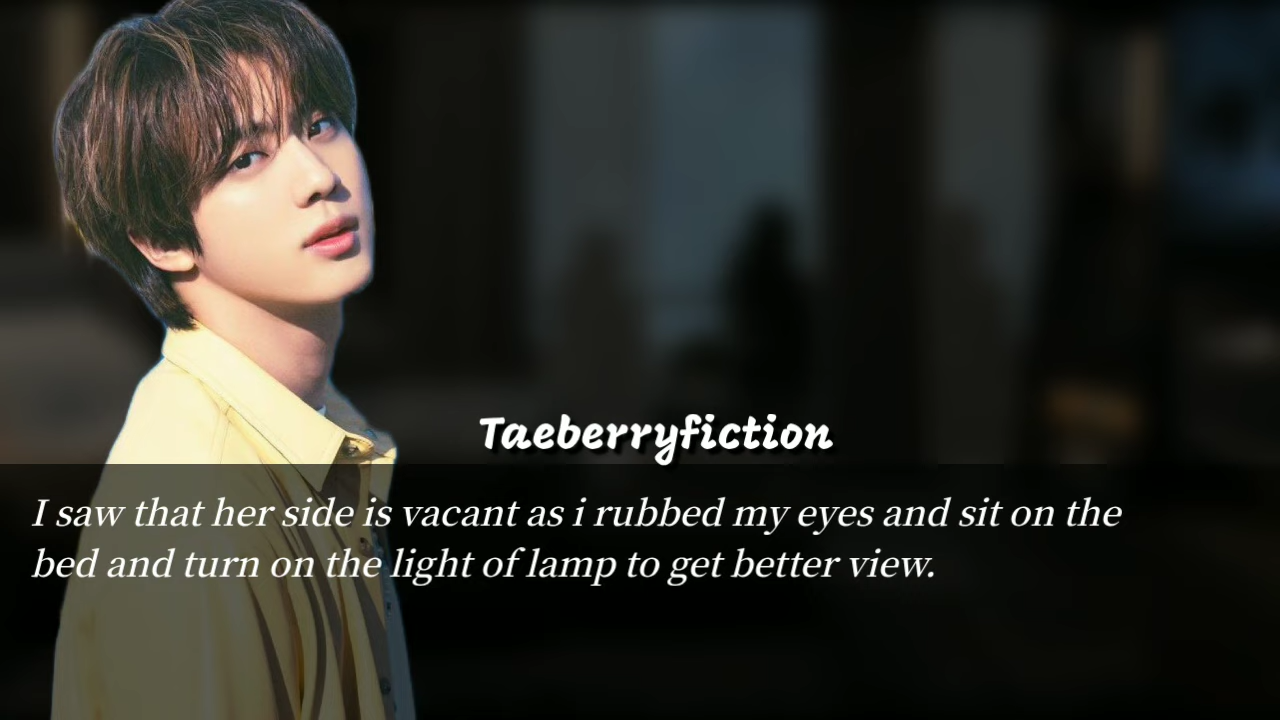 Taeberryfiction
I saw that her side is vacant as i rubbed my eyes and sit on the
bed and turn on the light of lamp to get better view.